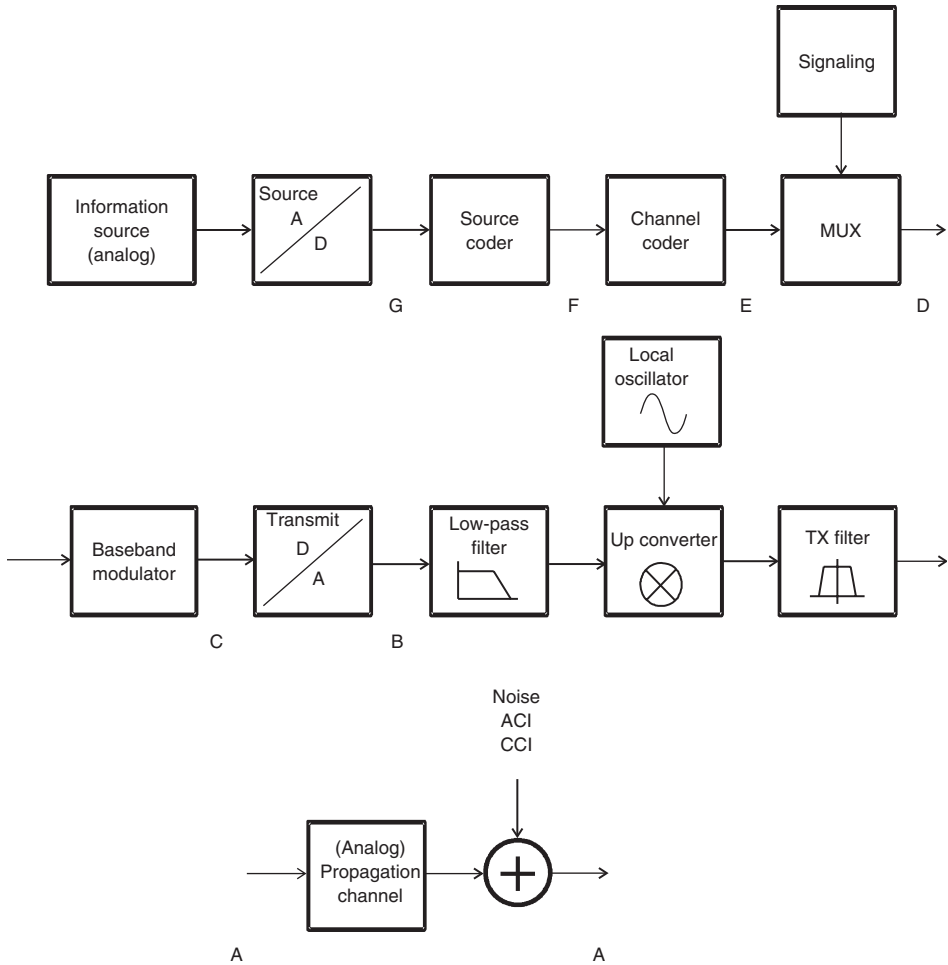 Signaling
Information
source
(analog)
Source
A
D
Source
coder
Channel
coder
MUX
G
F
E
D
Local
oscillator
Baseband
modulator
Transmit
D
A
Low-pass
filter
Up converter
TX filter
C
B
Noise
ACI
CCI
(Analog)
Propagation
channel
A
A